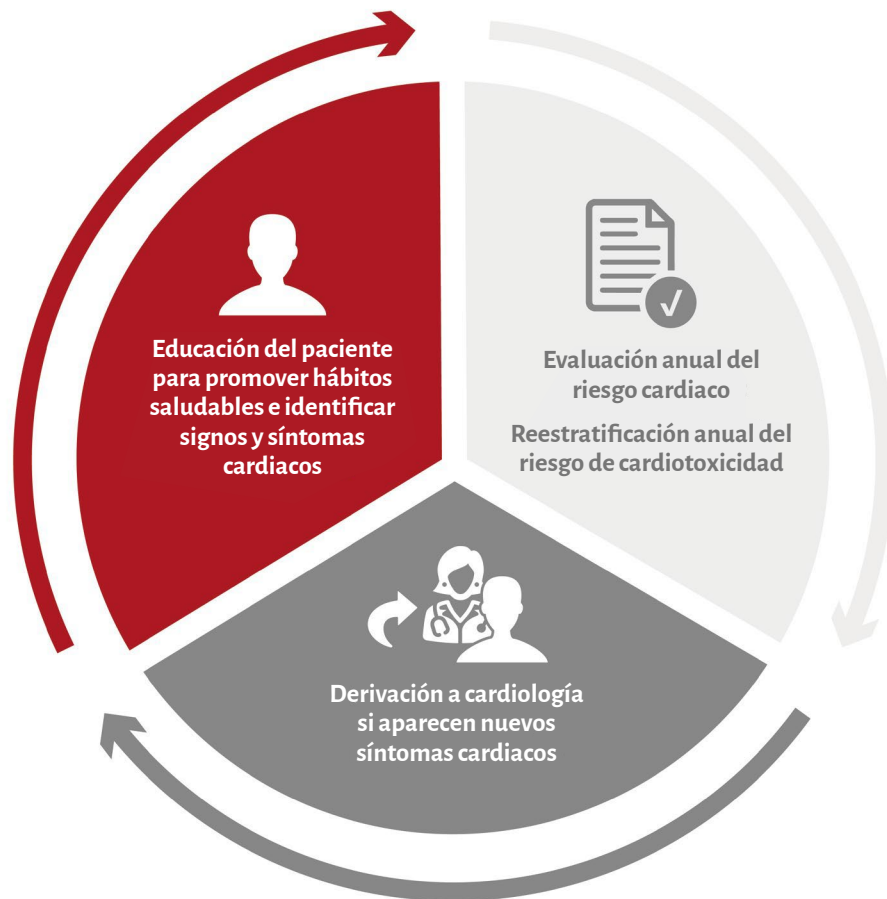 Educación del paciente
para promover hábitos
saludables e identificar
signos y síntomas
cardiacos
Evaluación anual del
riesgo cardiaco
Reestratificación anual del
riesgo de cardiotoxicidad
Derivación a cardiología
si aparecen nuevos
síntomas cardiacos